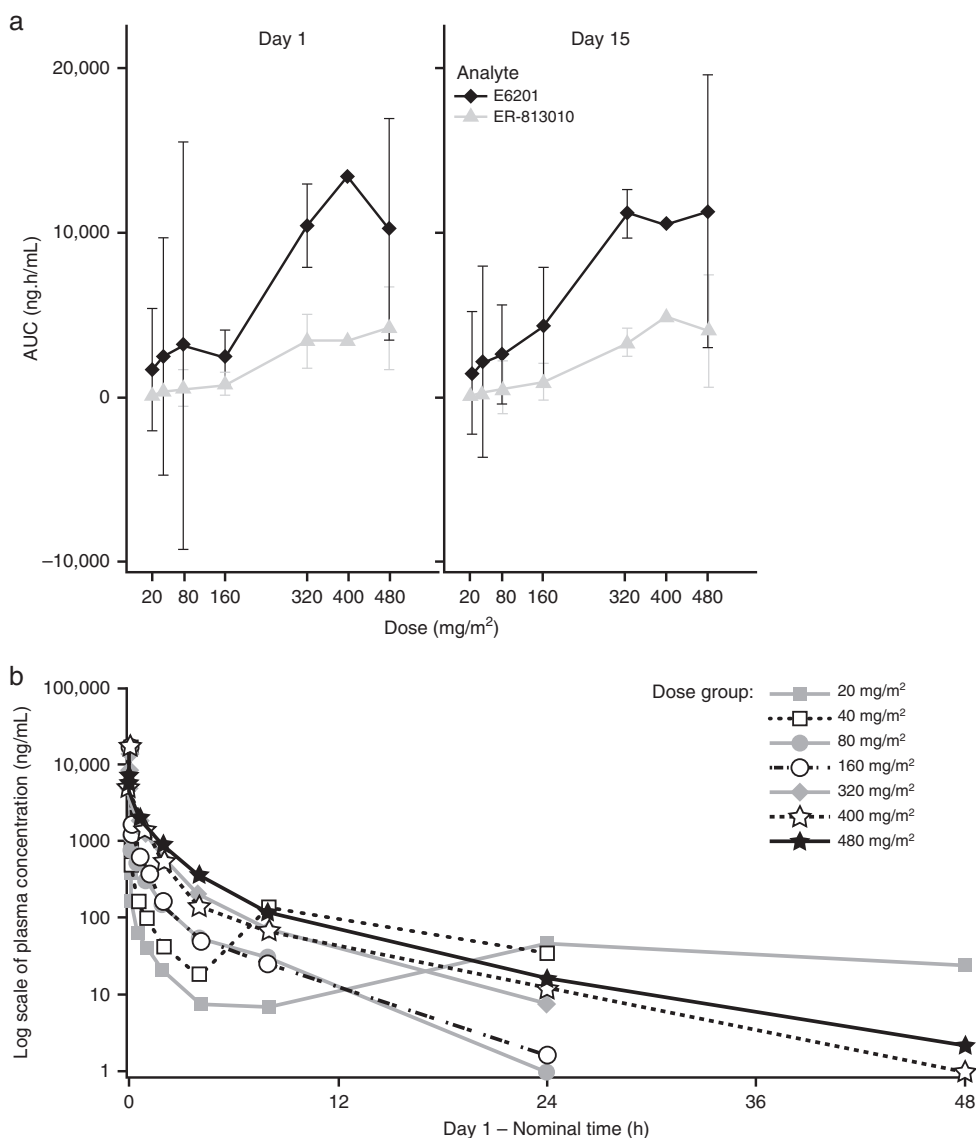 a
Day 1
Day 15
20,000
Analyte
E6201
ER-813010
10,000
AUC (ng.h/mL)
0
–10,000
20 80 160 320 400 480
20 80 160 320 400 480
Dose (mg/m²)
b
100,000
Dose group:
20 mg/m²
40 mg/m²
80 mg/m²
160 mg/m²
320 mg/m²
400 mg/m²
480 mg/m²
Log scale of plasma concentration (ng/mL)
10,000
1000
100
10
1
0 12 24 36 48
Day 1 – Nominal time (h)